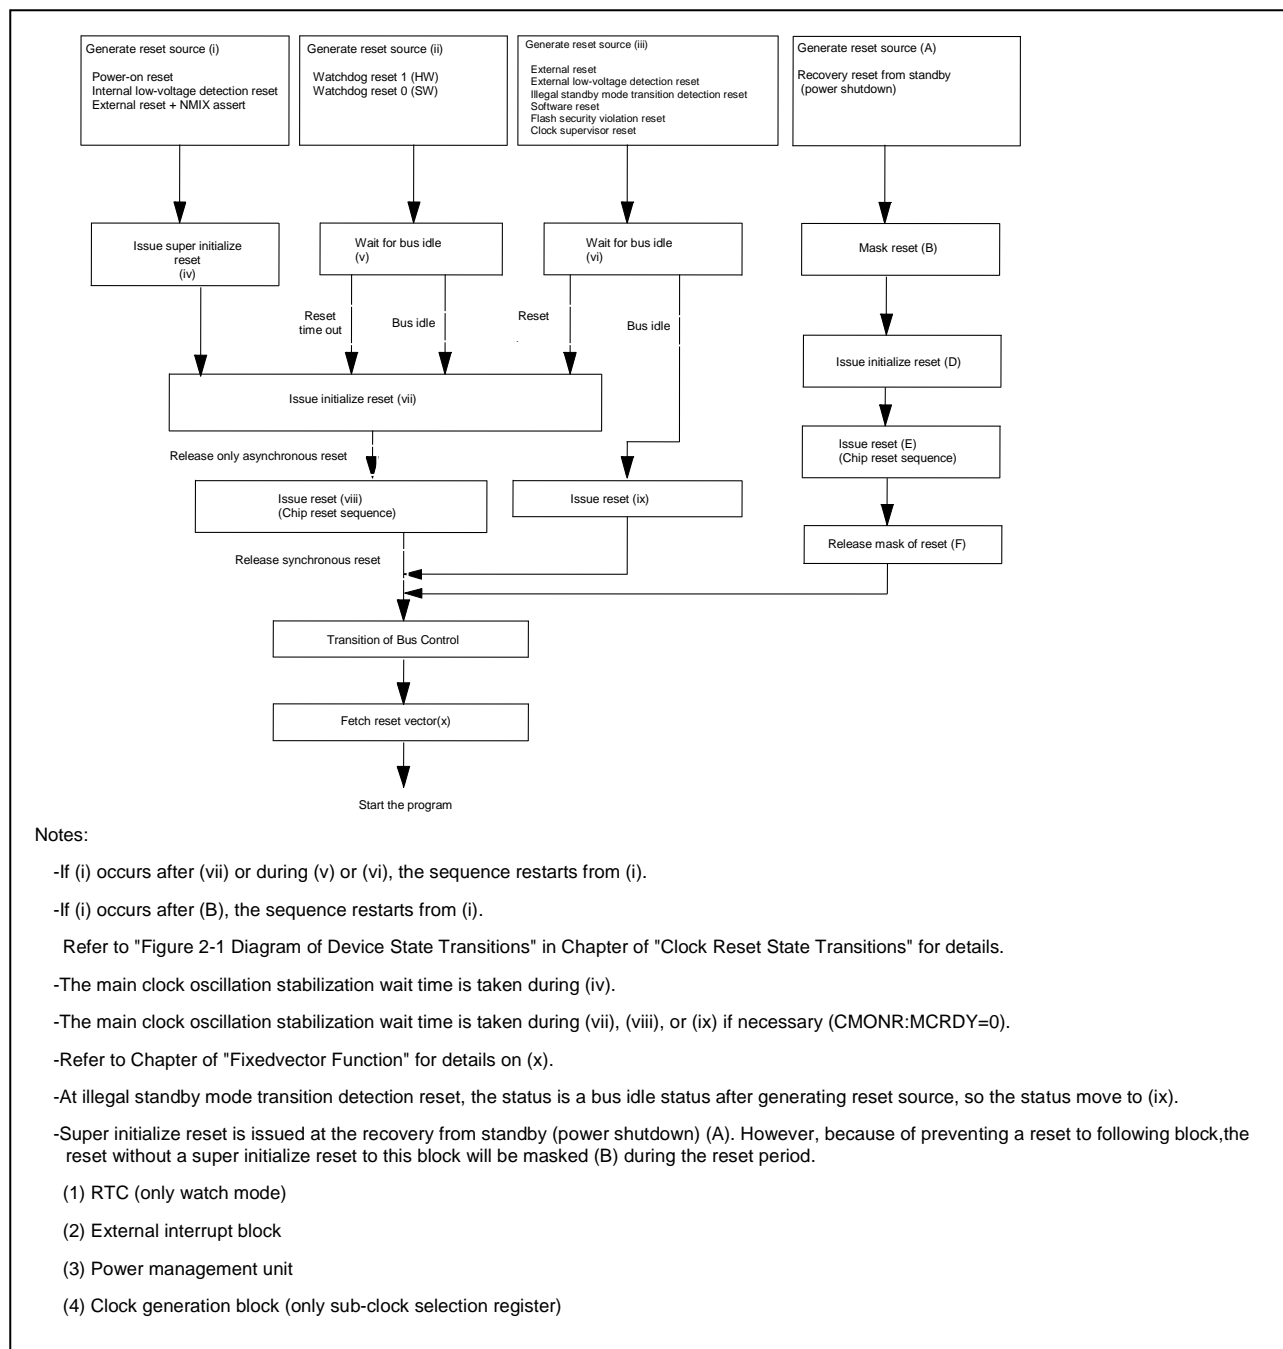 Generate reset source (i)
Power-on reset
Internal low-voltage detection reset
External reset + NMIX assert
Generate reset source (ii)
Watchdog reset 1 (HW)
Watchdog reset 0 (SW)
Generate reset source (iii)
External reset
External low-voltage detection reset
Illegal standby mode transition detection reset
Software reset
Flash security violation reset
Clock supervisor reset
Generate reset source (A)
Recovery reset from standby
(power shutdown)
Issue super initialize
reset
(iv)
Wait for bus idle
(v)
Wait for bus idle
(vi)
Mask reset (B)
Reset
time out
Bus idle
Reset
Bus idle
Issue initialize reset (D)
Issue initialize reset (vii)
Issue reset (E)
(Chip reset sequence)
Release only asynchronous reset
Issue reset (viii)
(Chip reset sequence)
Issue reset (ix)
Release mask of reset (F)
Release synchronous reset
Transition of Bus Control
Fetch reset vector(x)
Start the program
Notes:
-If (i) occurs after (vii) or during (v) or (vi), the sequence restarts from (i).
-If (i) occurs after (B), the sequence restarts from (i).
Refer to "Figure 2-1 Diagram of Device State Transitions" in Chapter of "Clock Reset State Transitions" for details.
-The main clock oscillation stabilization wait time is taken during (iv).
-The main clock oscillation stabilization wait time is taken during (vii), (viii), or (ix) if necessary (CMONR:MCRDY=0).
-Refer to Chapter of "Fixedvector Function" for details on (x).
-At illegal standby mode transition detection reset, the status is a bus idle status after generating reset source, so the status move to (ix).
-Super initialize reset is issued at the recovery from standby (power shutdown) (A). However, because of preventing a reset to following block,the
reset without a super initialize reset to this block will be masked (B) during the reset period.
(1) RTC (only watch mode)
(2) External interrupt block
(3) Power management unit
(4) Clock generation block (only sub-clock selection register)